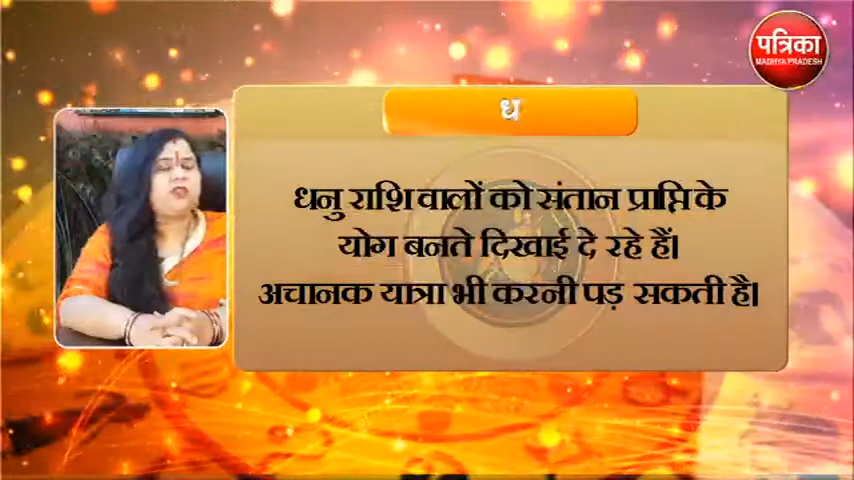 पत्रिका
MADHYA PRADESH
ध
धनु राशि वालों को संतान प्राप्ति के
योग बनते दिखाई दे रहे हैं।
अचानक यात्रा भी करनी पड़ सकती है।